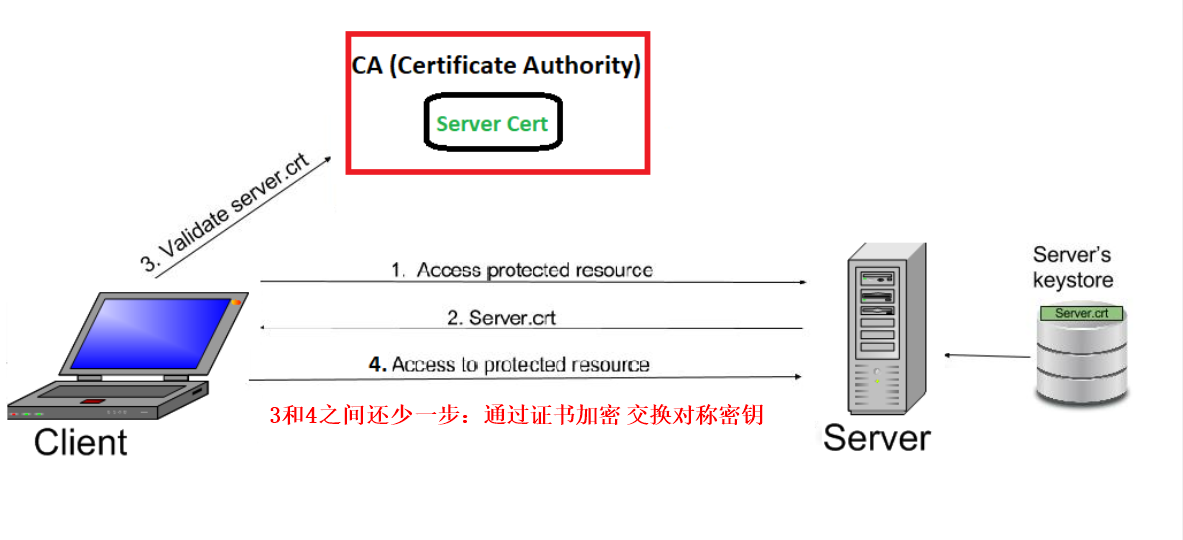 CA (Certificate Authority)
Server Cert
3. Validate server.crt
1. Access protected resource
2. Server.crt
4. Access to protected resource
3和4之间还少一步：通过证书加密 交换对称密钥
Client
Server
Server's
keystore
Server.crt